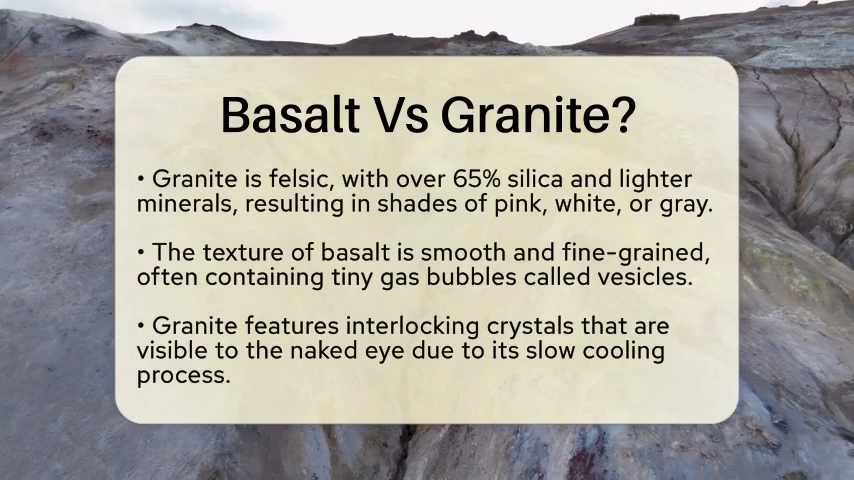 Basalt Vs Granite?
• Granite is felsic, with over 65% silica and lighter
minerals, resulting in shades of pink, white, or gray.
• The texture of basalt is smooth and fine-grained,
often containing tiny gas bubbles called vesicles.
• Granite features interlocking crystals that are
visible to the naked eye due to its slow cooling
process.